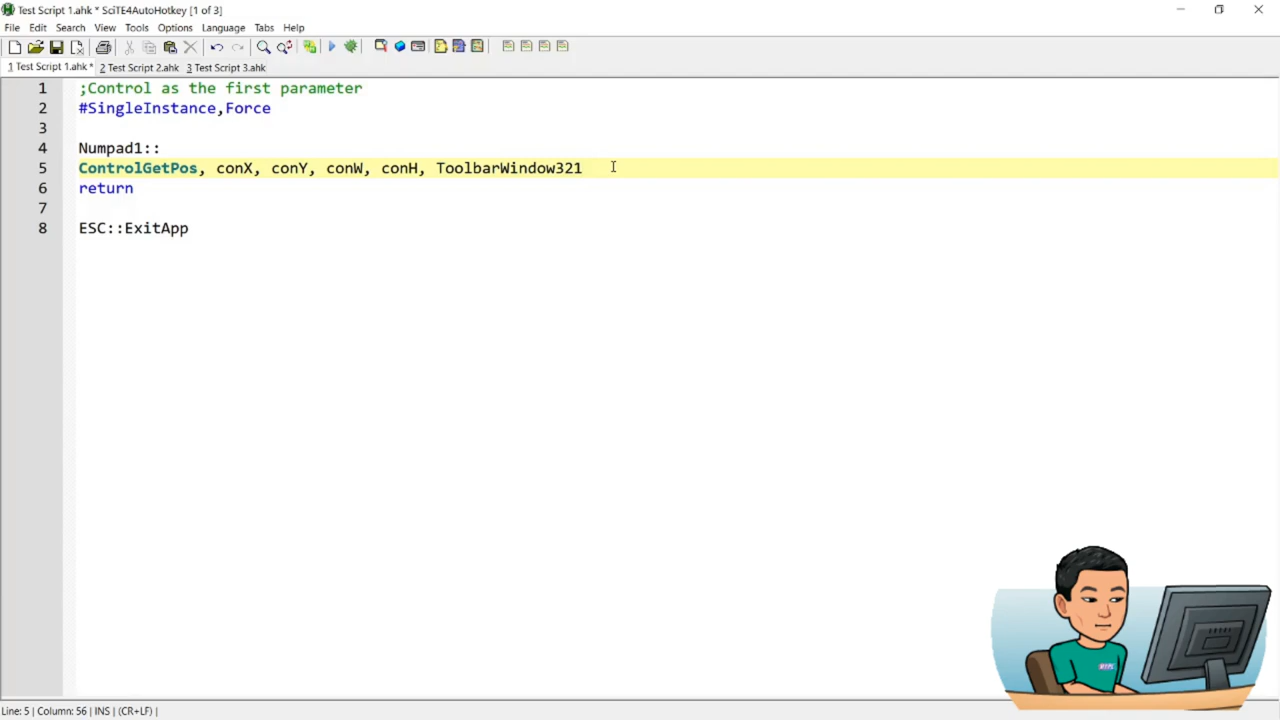 Test Script 1.ahk * SciTE4AutoHotkey [1 of 3]
File Edit Search View Tools Options Language Tabs Help
1 Test Script 1.ahk * 2 Test Script 2.ahk 3 Test Script 3.ahk
1 ;Control as the first parameter
2 #SingleInstance,Force
3
4 Numpad1::
5 ControlGetPos, conX, conY, conW, conH, ToolbarWindow321
6 return
7
8 ESC::ExitApp
Line: 5 | Column: 56 | INS | (CR+LF) |